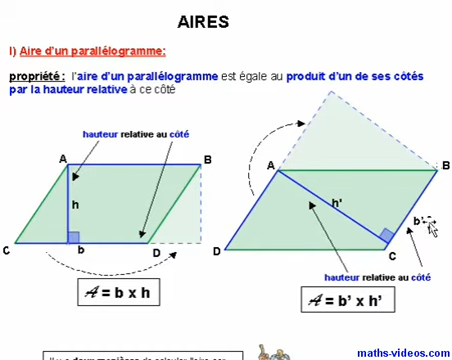 AIRES
I) Aire d'un parallélogramme:
propriété : l'aire d'un parallélogramme est égale au produit d'un de ses côtés
par la hauteur relative à ce côté
hauteur relative au côté
A
B
h
C
b
D
A = b x h
A
B
h'
b'
D
C
hauteur relative au côté
A = b' x h'
maths-videos.com